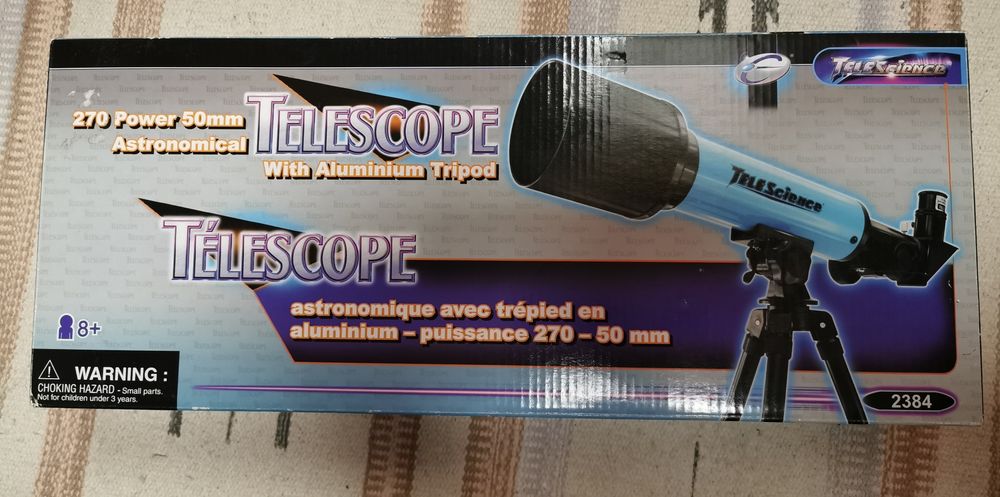 TELEScience
270 Power 50mm
Astronomical
TELESCOPE
With Aluminium Tripod
TELEScience
TÉLESCOPE
astronomique avec trépied en
aluminium – puissance 270 – 50 mm
8+
WARNING :
CHOKING HAZARD - Small parts.
Not for children under 3 years.
2384